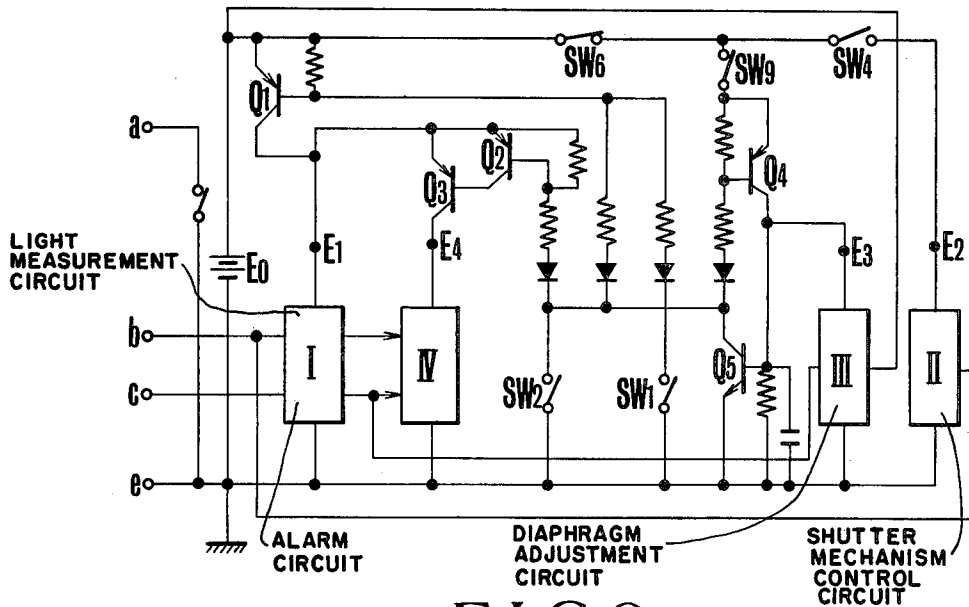 SW6
SW4
SW9
Q1
a
Q2
Q4
Q3
LIGHT
MEASUREMENT
CIRCUIT
E0
E1
E4
E3
E2
b
I
IV
Q5
III
II
c
SW2
SW1
e
ALARM
CIRCUIT
DIAPHRAGM
ADJUSTMENT
CIRCUIT
SHUTTER
MECHANISM
CONTROL
CIRCUIT